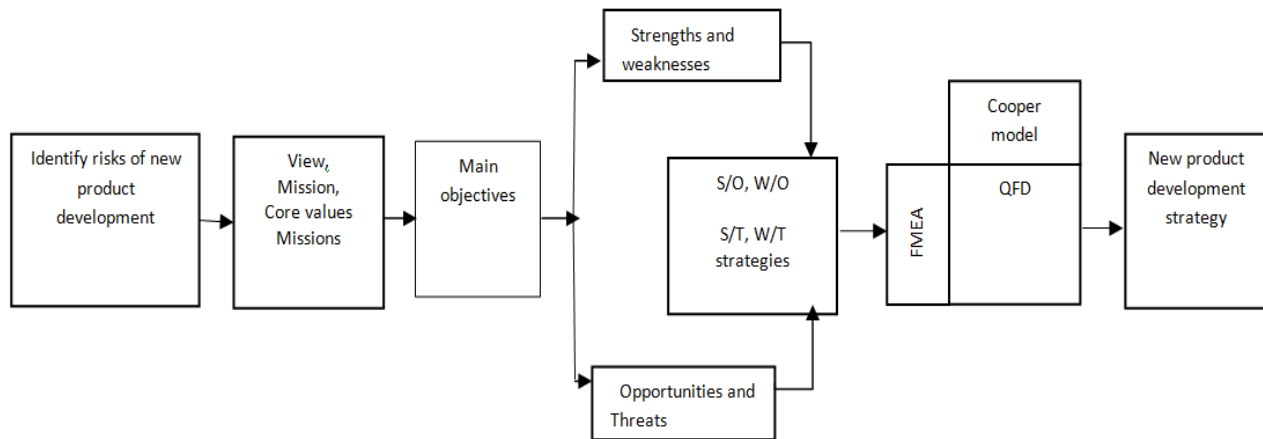 Identify risks of new
product
development
View,
Mission,
Core values
Missions
Main
objectives
Strengths and
weaknesses
Opportunities and
Threats
S/O, W/O
S/T, W/T
strategies
FMEA
Cooper
model
QFD
New product
development
strategy